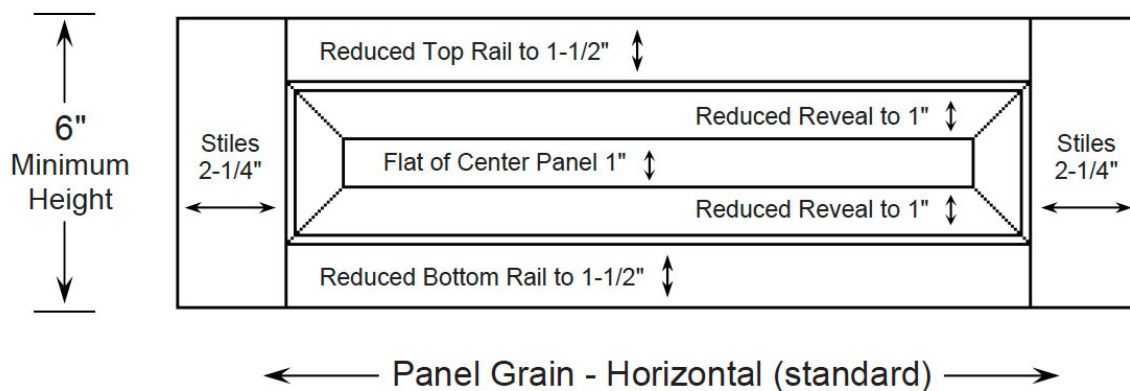 Reduced Top Rail to 1-1/2"
6"
Minimum
Height
Stiles
2-1/4"
Reduced Reveal to 1"
Flat of Center Panel 1"
Reduced Reveal to 1"
Stiles
2-1/4"
Reduced Bottom Rail to 1-1/2"
Panel Grain - Horizontal (standard)